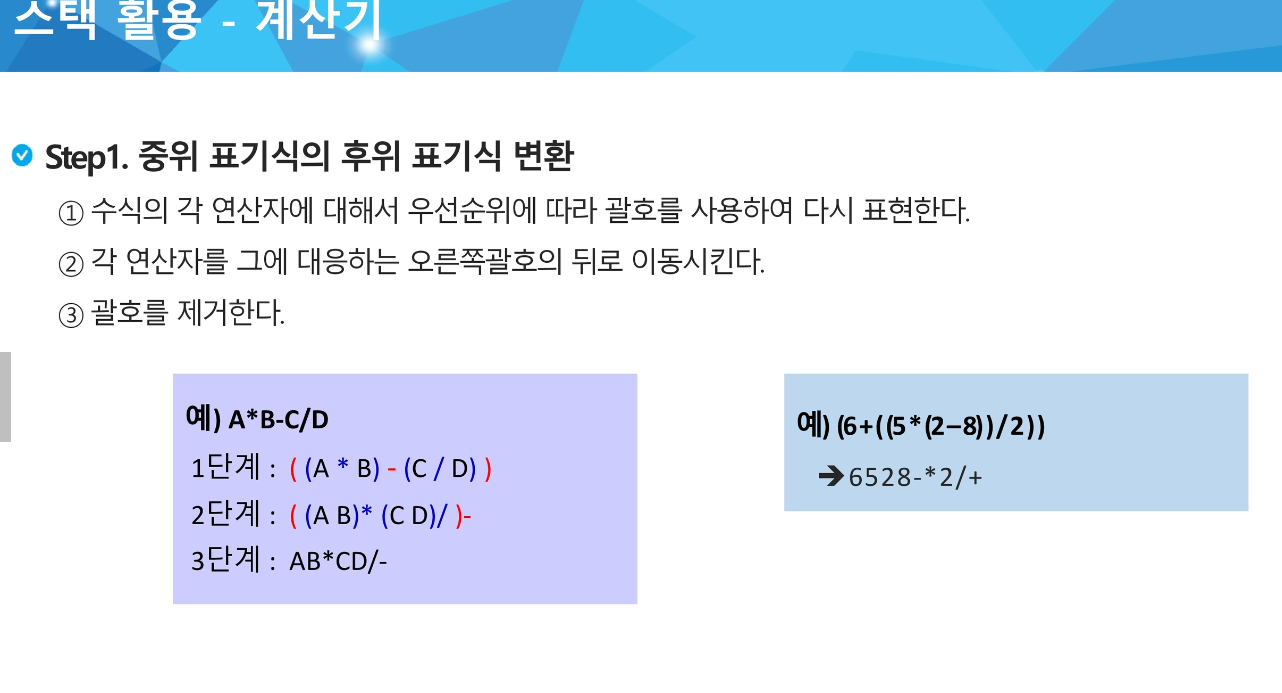 스택 활용 - 계산기
Step1. 중위 표기식의 후위 표기식 변환
① 수식의 각 연산자에 대해서 우선순위에 따라 괄호를 사용하여 다시 표현한다.
② 각 연산자를 그에 대응하는 오른쪽괄호의 뒤로 이동시킨다.
③ 괄호를 제거한다.
예) A*B-C/D
1단계 : ( (A * B) - (C / D) )
2단계 : ( (A B)* (C D)/ )-
3단계 : AB*CD/-
예) (6+((5*(2–8))/2))
➔6528-*2/+